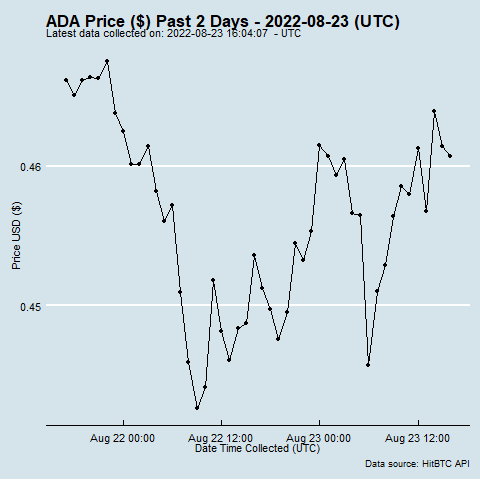 ADA Price ($) Past 2 Days - 2022-08-23 (UTC)
Latest data collected on: 2022-08-23 16:04:07 - UTC
0.46
Price USD ($)
0.45
Aug 22 00:00 Aug 22 12:00 Aug 23 00:00 Aug 23 12:00
Date Time Collected (UTC)
Data source: HitBTC API